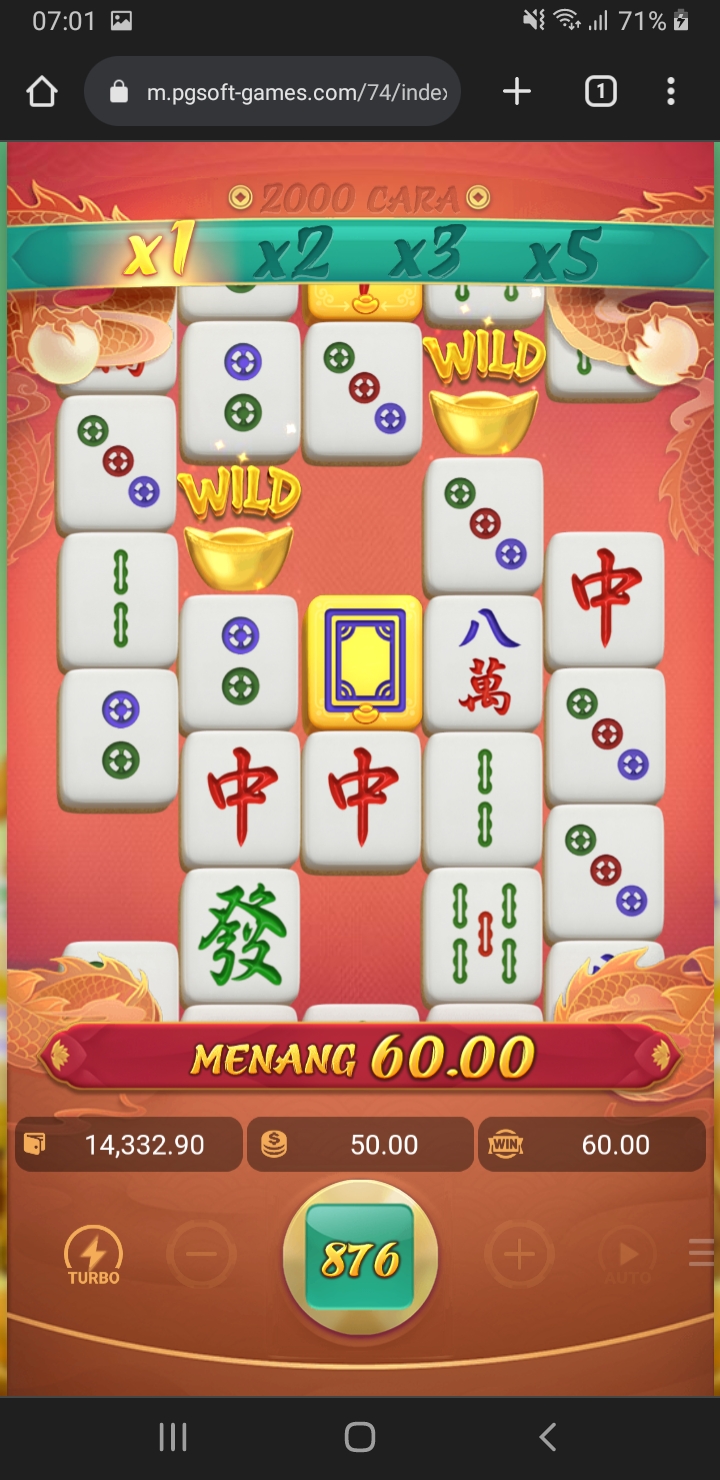 07:01
71%
m.pgsoft-games.com/74/index
1
2000 CARA
x1 x2 x3 x5
WILD
WILD
中
八
萬
中 中
發
MENANG 60.00
14,332.90 50.00 60.00
WIN
876
TURBO
AUTO